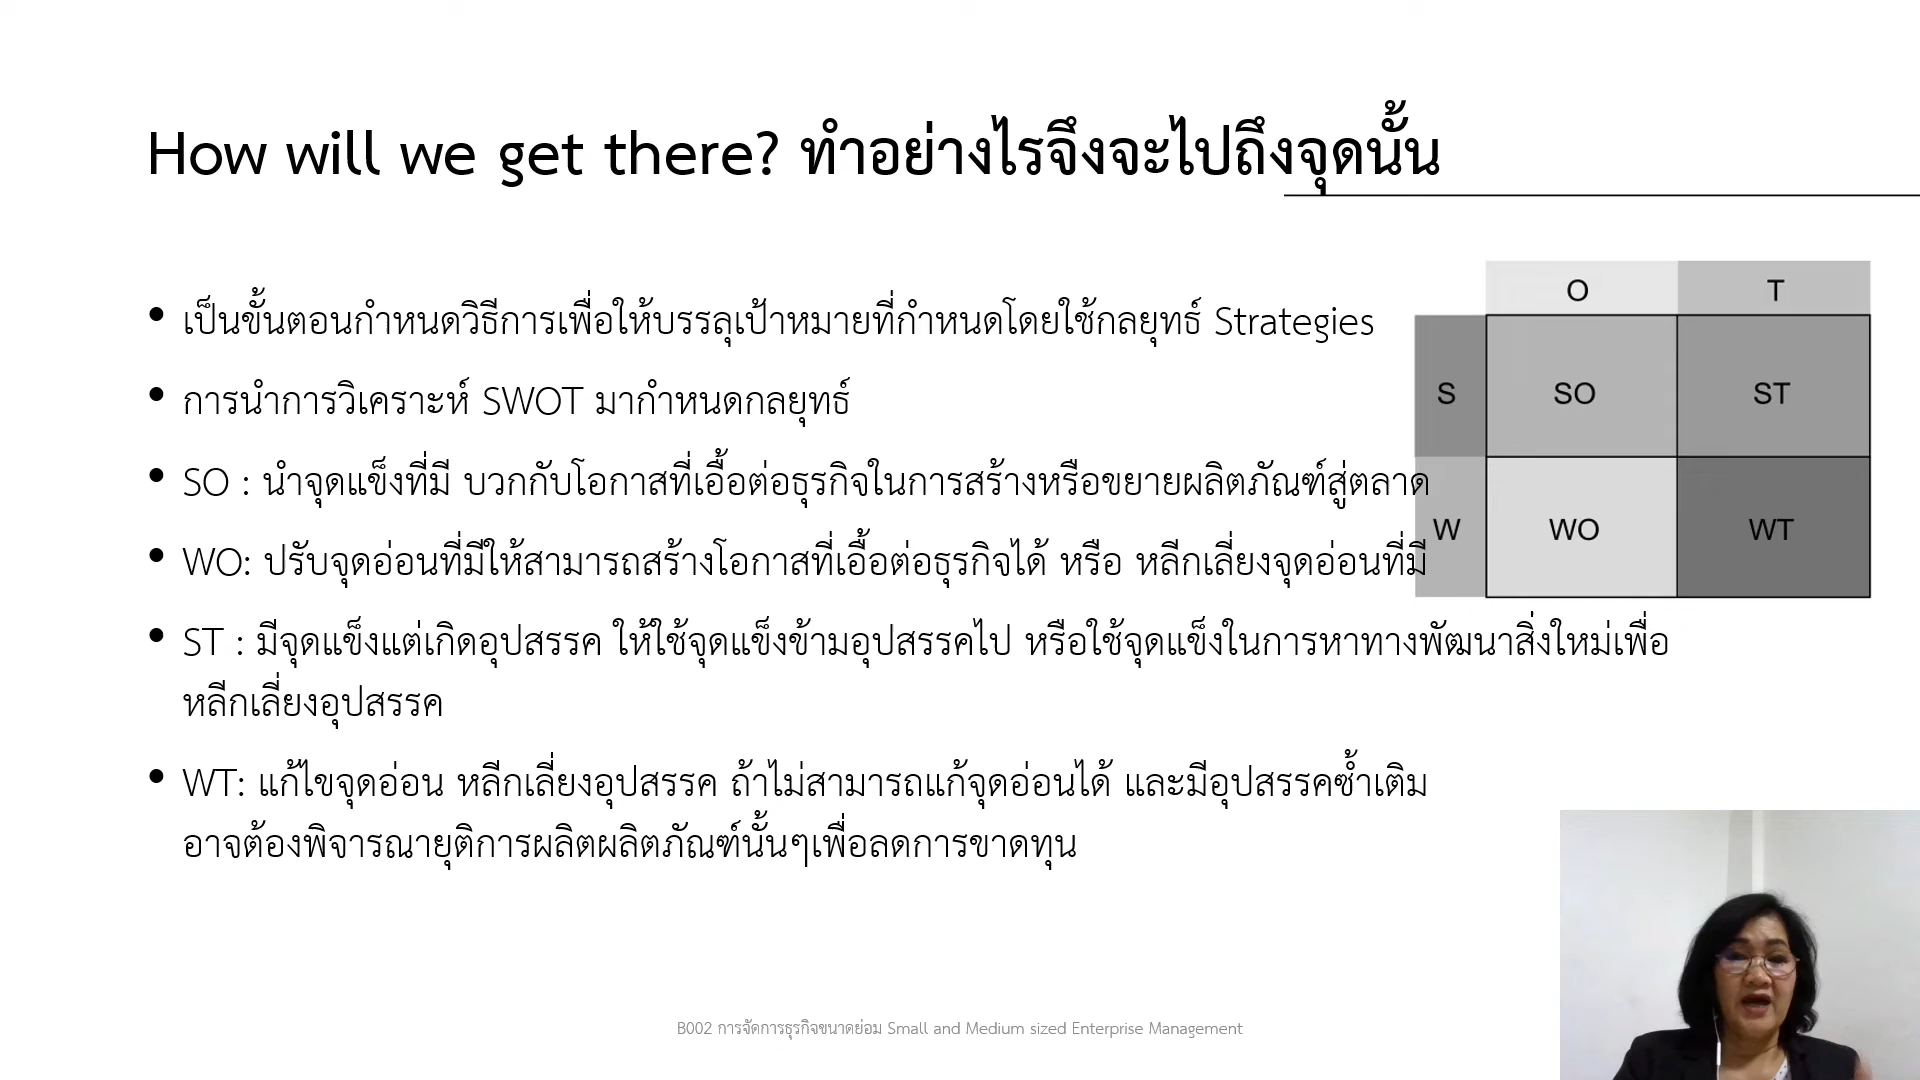 How will we get there? ทำอย่างไรจึงจะไปถึงจุดนั้น
• เป็นขั้นตอนกำหนดวิธีการเพื่อให้บรรลุเป้าหมายที่กำหนดโดยใช้กลยุทธ์ Strategies
• การนำการวิเคราะห์ SWOT มากำหนดกลยุทธ์
• SO : นำจุดแข็งที่มี บวกกับโอกาสที่เอื้อต่อธุรกิจในการสร้างหรือขยายผลิตภัณฑ์สู่ตลาด
• WO: ปรับจุดอ่อนที่มีให้สามารถสร้างโอกาสที่เอื้อต่อธุรกิจได้ หรือ หลีกเลี่ยงจุดอ่อนที่มี
• ST : มีจุดแข็งแต่เกิดอุปสรรค ให้ใช้จุดแข็งข้ามอุปสรรคไป หรือใช้จุดแข็งในการหาทางพัฒนาสิ่งใหม่เพื่อ
หลีกเลี่ยงอุปสรรค
• WT: แก้ไขจุดอ่อน หลีกเลี่ยงอุปสรรค ถ้าไม่สามารถแก้จุดอ่อนได้ และมีอุปสรรคซ้ำเติม
อาจต้องพิจารณายุติการผลิตผลิตภัณฑ์นั้นๆเพื่อลดการขาดทุน
O T
S SO ST
W WO WT
B002 การจัดการธุรกิจขนาดย่อม Small and Medium sized Enterprise Management